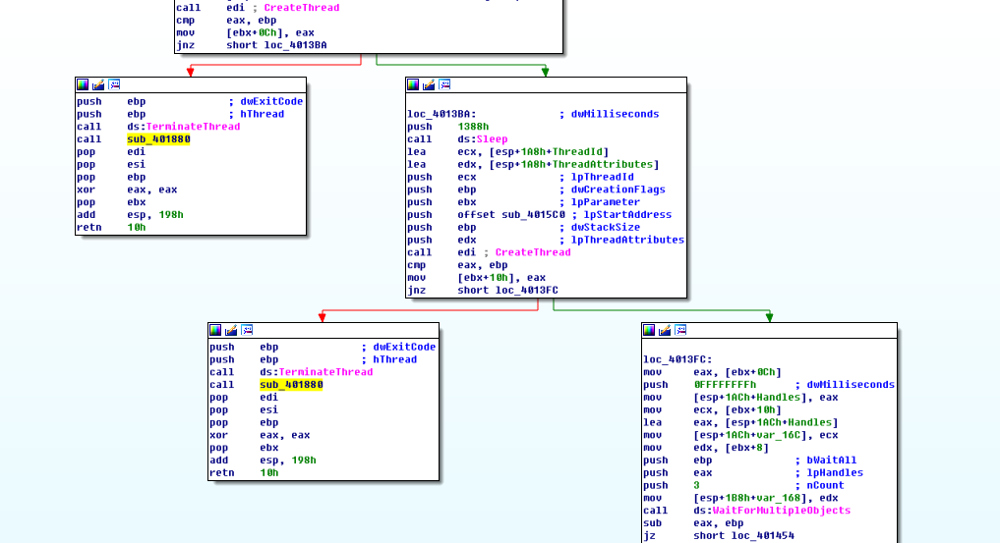 call edi ; CreateThread
cmp eax, ebp
mov [ebx+0Ch], eax
jnz short loc_4013BA
push ebp ; dwExitCode
push ebp ; hThread
call ds:TerminateThread
call sub_401880
pop edi
pop esi
pop ebp
xor eax, eax
pop ebx
add esp, 198h
retn 10h
loc_4013BA: ; dwMilliseconds
push 1388h
call ds:Sleep
lea ecx, [esp+1A8h+ThreadId]
lea edx, [esp+1A8h+ThreadAttributes]
push ecx ; lpThreadId
push ebp ; dwCreationFlags
push ebx ; lpParameter
push offset sub_4015C0 ; lpStartAddress
push ebp ; dwStackSize
push edx ; lpThreadAttributes
call edi ; CreateThread
cmp eax, ebp
mov [ebx+10h], eax
jnz short loc_4013FC
push ebp ; dwExitCode
push ebp ; hThread
call ds:TerminateThread
call sub_401880
pop edi
pop esi
pop ebp
xor eax, eax
pop ebx
add esp, 198h
retn 10h
loc_4013FC:
mov eax, [ebx+0Ch]
push 0FFFFFFFFh ; dwMilliseconds
mov [esp+1ACh+Handles], eax
mov ecx, [ebx+10h]
lea eax, [esp+1ACh+Handles]
mov [esp+1ACh+var_16C], ecx
mov edx, [ebx+8]
push ebp ; bWaitAll
push eax ; lpHandles
push 3 ; nCount
mov [esp+1B8h+var_168], edx
call ds:WaitForMultipleObjects
sub eax, ebp
jz short loc_401454